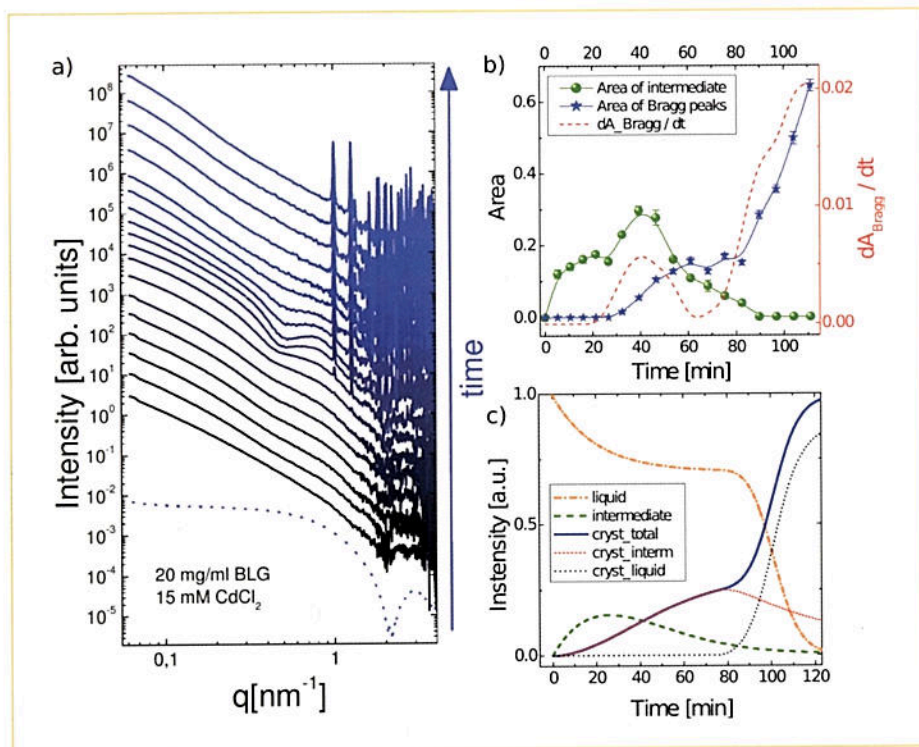 a)
Intensity [arb. units]
10^8
10^7
10^6
10^5
10^4
10^3
10^2
10^1
10^0
10^-1
10^-2
10^-3
10^-4
10^-5
20 mg/ml BLG
15 mM CdCl₂
0,1 1
q[nm⁻¹]
time
b)
0 20 40 60 80 100
Area of intermediate
Area of Bragg peaks
dA_Bragg / dt
Area
0.6
0.4
0.2
0.0
0.02
0.01
0.00
dA_Bragg / dt
0 20 40 60 80 100
Time [min]
c)
Instensity [a.u.]
1.0
0.5
0.0
liquid
intermediate
cryst_total
cryst_interm
cryst_liquid
0 20 40 60 80 100 120
Time [min]